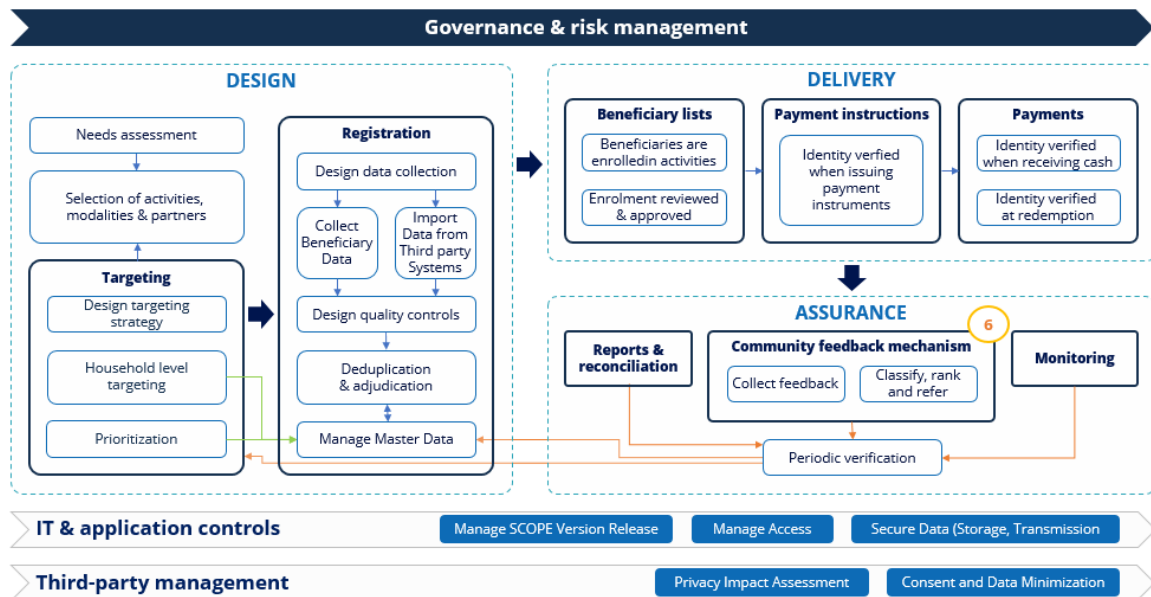 Governance & risk management
DESIGN
Needs assessment
Selection of activities,
modalities & partners
Targeting
Design targeting
strategy
Household level
targeting
Prioritization
Registration
Design data collection
Collect
Beneficiary
Data
Import
Data from
Third party
Systems
Design quality controls
Deduplication
& adjudication
Manage Master Data
DELIVERY
Beneficiary lists
Beneficiaries are
enrolledin activities
Enrolment reviewed
& approved
Payment instructions
Identity verfied
when issuing
payment
instruments
Payments
Identity verified
when receiving cash
Identity verified
at redemption
ASSURANCE
6
Reports &
reconciliation
Community feedback mechanism
Collect feedback
Classify, rank
and refer
Monitoring
Periodic verification
IT & application controls
Manage SCOPE Version Release
Manage Access
Secure Data (Storage, Transmission
Third-party management
Privacy Impact Assessment
Consent and Data Minimization